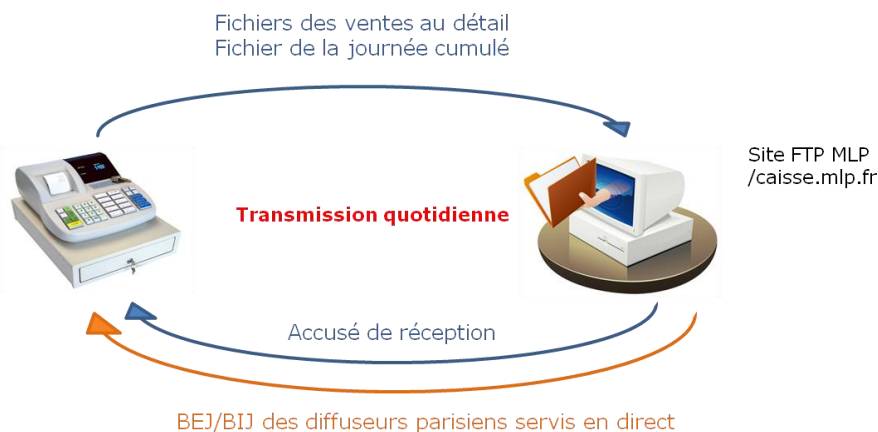 Fichiers des ventes au détail
Fichier de la journée cumulé
Site FTP MLP
/caisse.mlp.fr
Transmission quotidienne
Accusé de réception
BEJ/BIJ des diffuseurs parisiens servis en direct